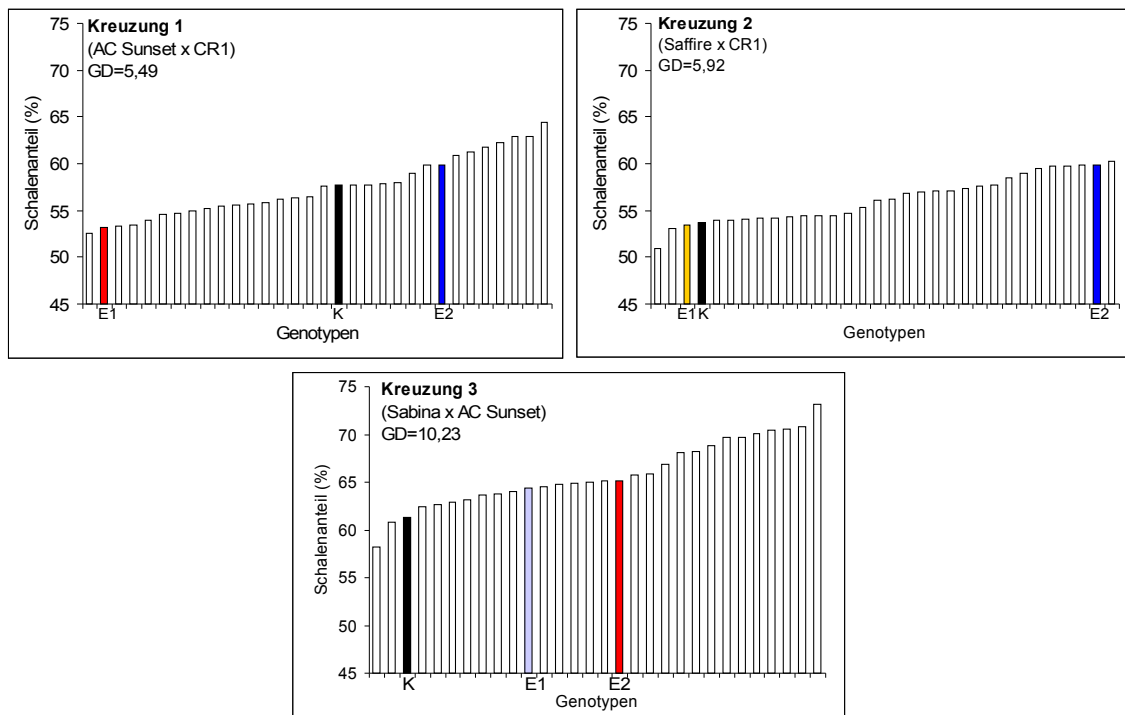 Kreuzung 1
(AC Sunset x CR1)
GD=5,49
Schalenanteil (%)
75
70
65
60
55
50
45
E1 K E2
Genotypen
Kreuzung 2
(Saffire x CR1)
GD=5,92
Schalenanteil (%)
75
70
65
60
55
50
45
E1 K E2
Genotypen
Kreuzung 3
(Sabina x AC Sunset)
GD=10,23
Schalenanteil (%)
75
70
65
60
55
50
45
K E1 E2
Genotypen